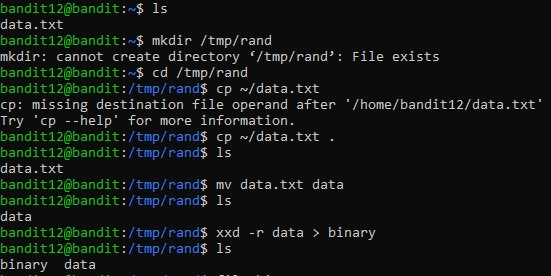 bandit12@bandit:~$ ls
data.txt
bandit12@bandit:~$ mkdir /tmp/rand
mkdir: cannot create directory ‘/tmp/rand’: File exists
bandit12@bandit:~$ cd /tmp/rand
bandit12@bandit:/tmp/rand$ cp ~/data.txt
cp: missing destination file operand after '/home/bandit12/data.txt'
Try 'cp --help' for more information.
bandit12@bandit:/tmp/rand$ cp ~/data.txt .
bandit12@bandit:/tmp/rand$ ls
data.txt
bandit12@bandit:/tmp/rand$ mv data.txt data
bandit12@bandit:/tmp/rand$ ls
data
bandit12@bandit:/tmp/rand$ xxd -r data > binary
bandit12@bandit:/tmp/rand$ ls
binary  data